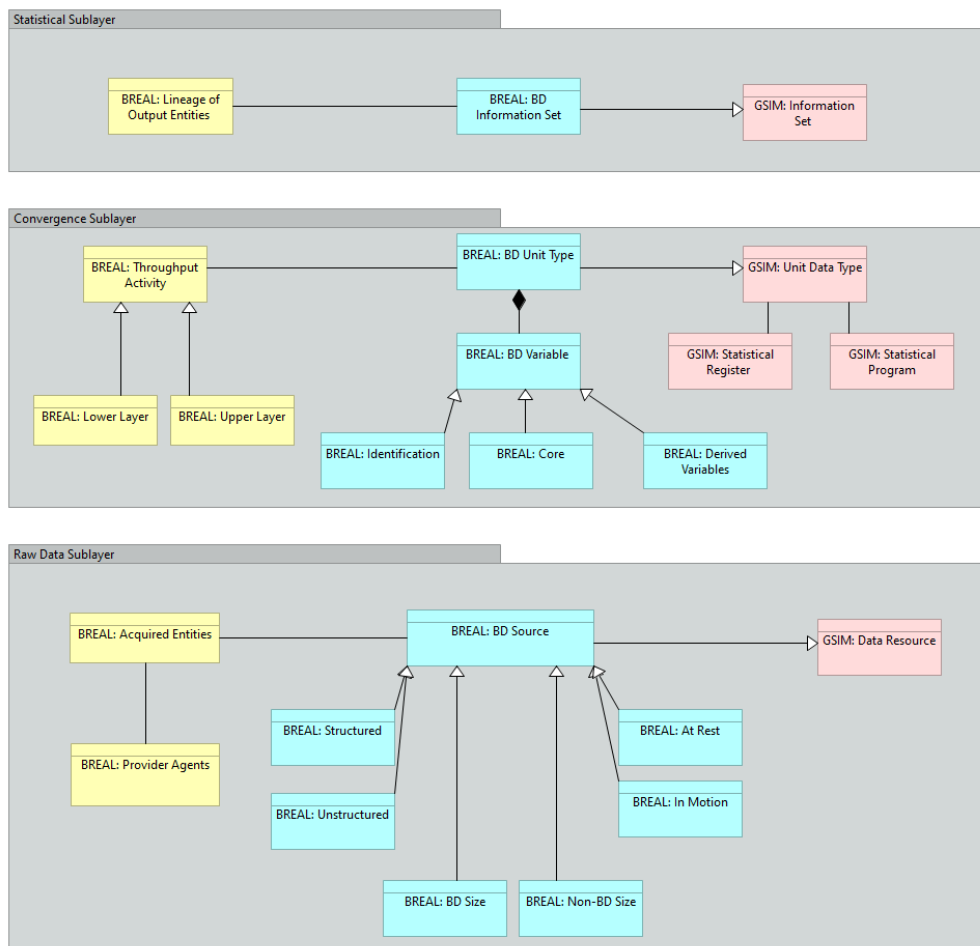 Statistical Sublayer
BREAL: Lineage of
Output Entities
BREAL: BD
Information Set
GSIM: Information
Set
Convergence Sublayer
BREAL: Throughput
Activity
BREAL: BD Unit Type
GSIM: Unit Data Type
BREAL: BD Variable
GSIM: Statistical
Register
GSIM: Statistical
Program
BREAL: Lower Layer
BREAL: Upper Layer
BREAL: Identification
BREAL: Core
BREAL: Derived
Variables
Raw Data Sublayer
BREAL: Acquired Entities
BREAL: BD Source
GSIM: Data Resource
BREAL: Structured
BREAL: At Rest
BREAL: Provider Agents
BREAL: Unstructured
BREAL: In Motion
BREAL: BD Size
BREAL: Non-BD Size